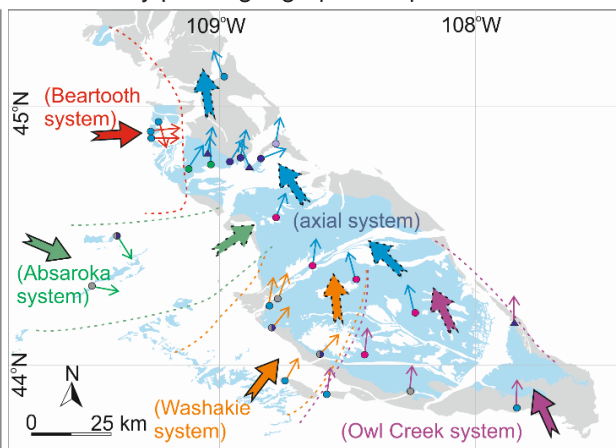 109°W
108°W
45°N
(Beartooth
system)
(axial system)
(Absaroka
system)
44°N
N
0 25 km
(Washakie
system)
(Owl Creek system)